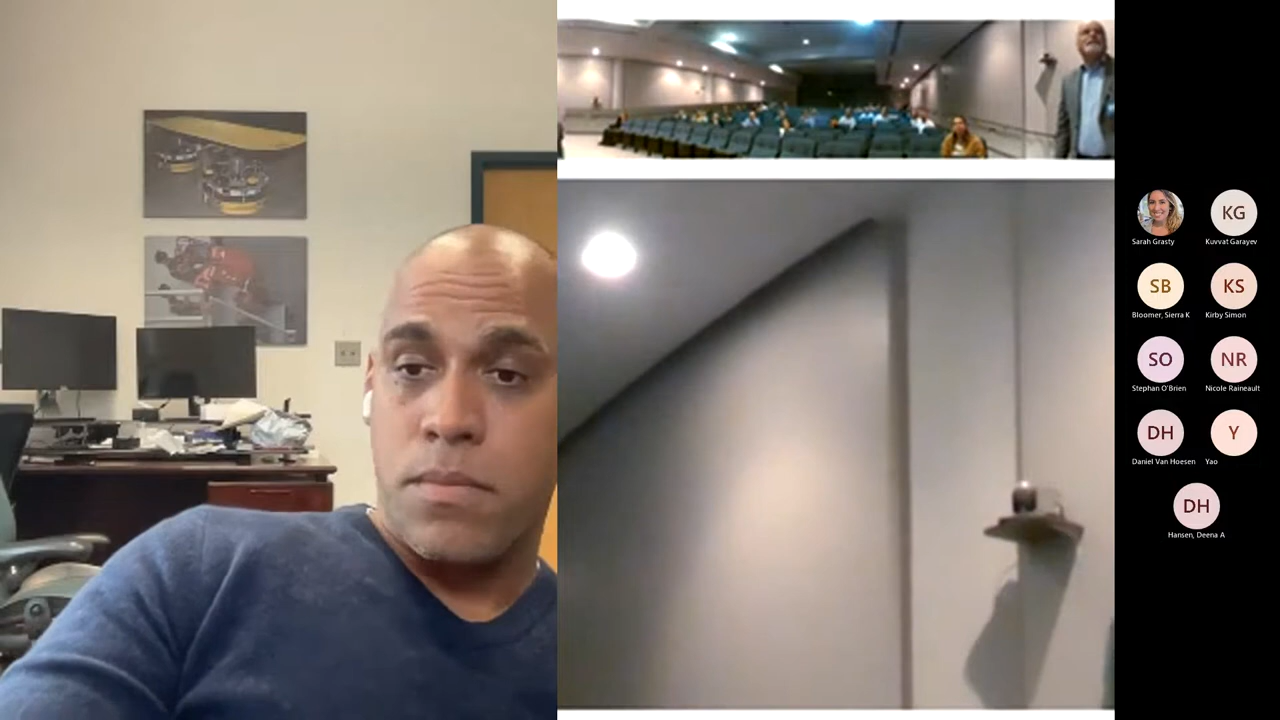 Sarah Grasty
KG
Kuvvat Garayev
SB
Bloomer, Sierra K
KS
Kirby Simon
SO
Stephan O'Brien
NR
Nicole Raineault
DH
Daniel Van Hoesen
Y
Yao
DH
Hansen, Deena A